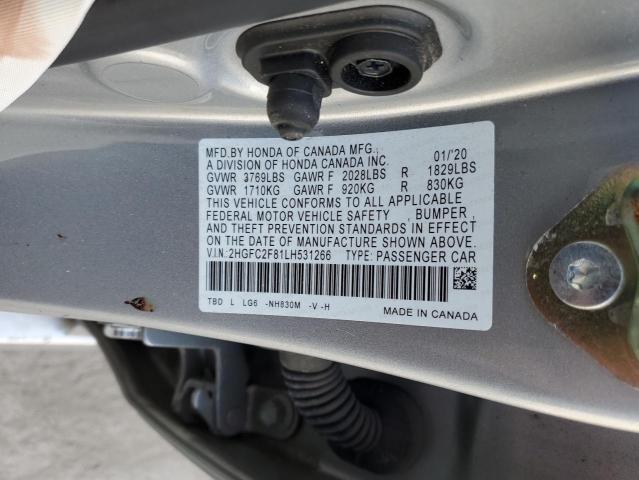 MFD.BY HONDA OF CANADA MFG., 01/'20
A DIVISION OF HONDA CANADA INC.
GVWR 3769LBS GAWR F 2028LBS R 1829LBS
GVWR 1710KG GAWR F 920KG R 830KG
THIS VEHICLE CONFORMS TO ALL APPLICABLE
FEDERAL MOTOR VEHICLE SAFETY , BUMPER ,
AND THEFT PREVENTION STANDARDS IN EFFECT
ON THE DATE OF MANUFACTURE SHOWN ABOVE.
V.I.N:2HGFC2F81LH531266 TYPE: PASSENGER CAR
TBD L LG6 -NH830M -V -H
MADE IN CANADA